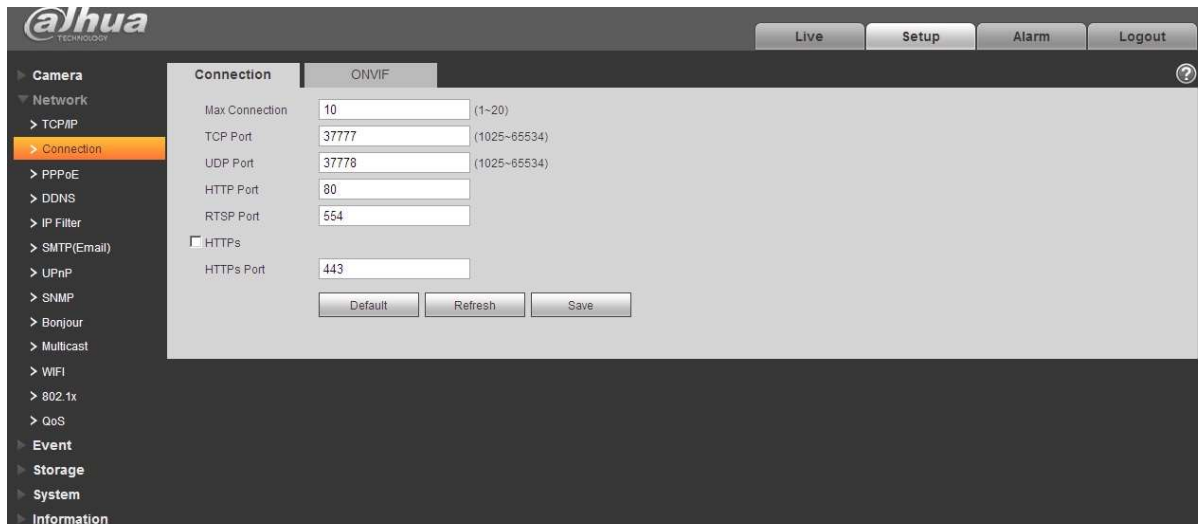 alhua
TECHNOLOGY
Live Setup Alarm Logout
Camera
Network
> TCP/IP
> Connection
> PPPoE
> DDNS
> IP Filter
> SMTP(Email)
> UPnP
> SNMP
> Bonjour
> Multicast
> WIFI
> 802.1x
> QoS
Event
Storage
System
Information
Connection ONVIF
?
Max Connection 10 (1~20)
TCP Port 37777 (1025~65534)
UDP Port 37778 (1025~65534)
HTTP Port 80
RTSP Port 554
HTTPs
HTTPs Port 443
Default Refresh Save